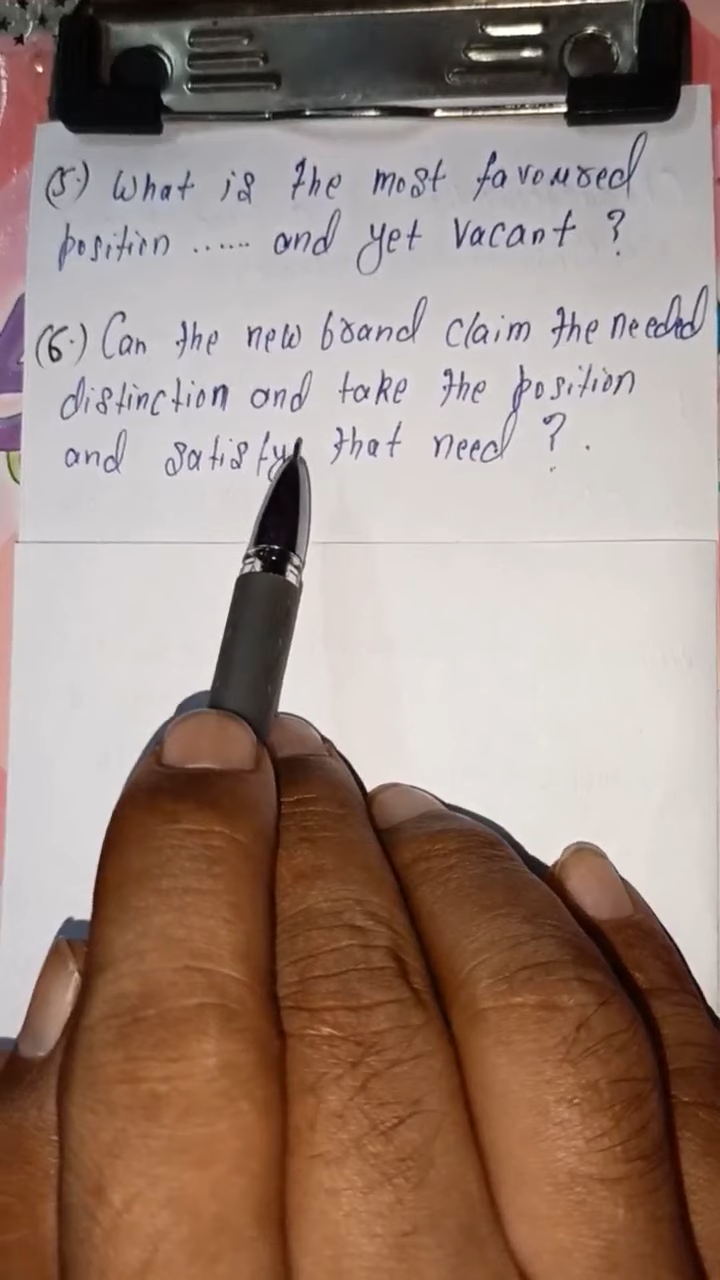 (5.) What is the most favoured
position ...... and yet vacant ?
(6.) Can the new brand claim the needed
distinction and take the position
and satisfy that need ?.